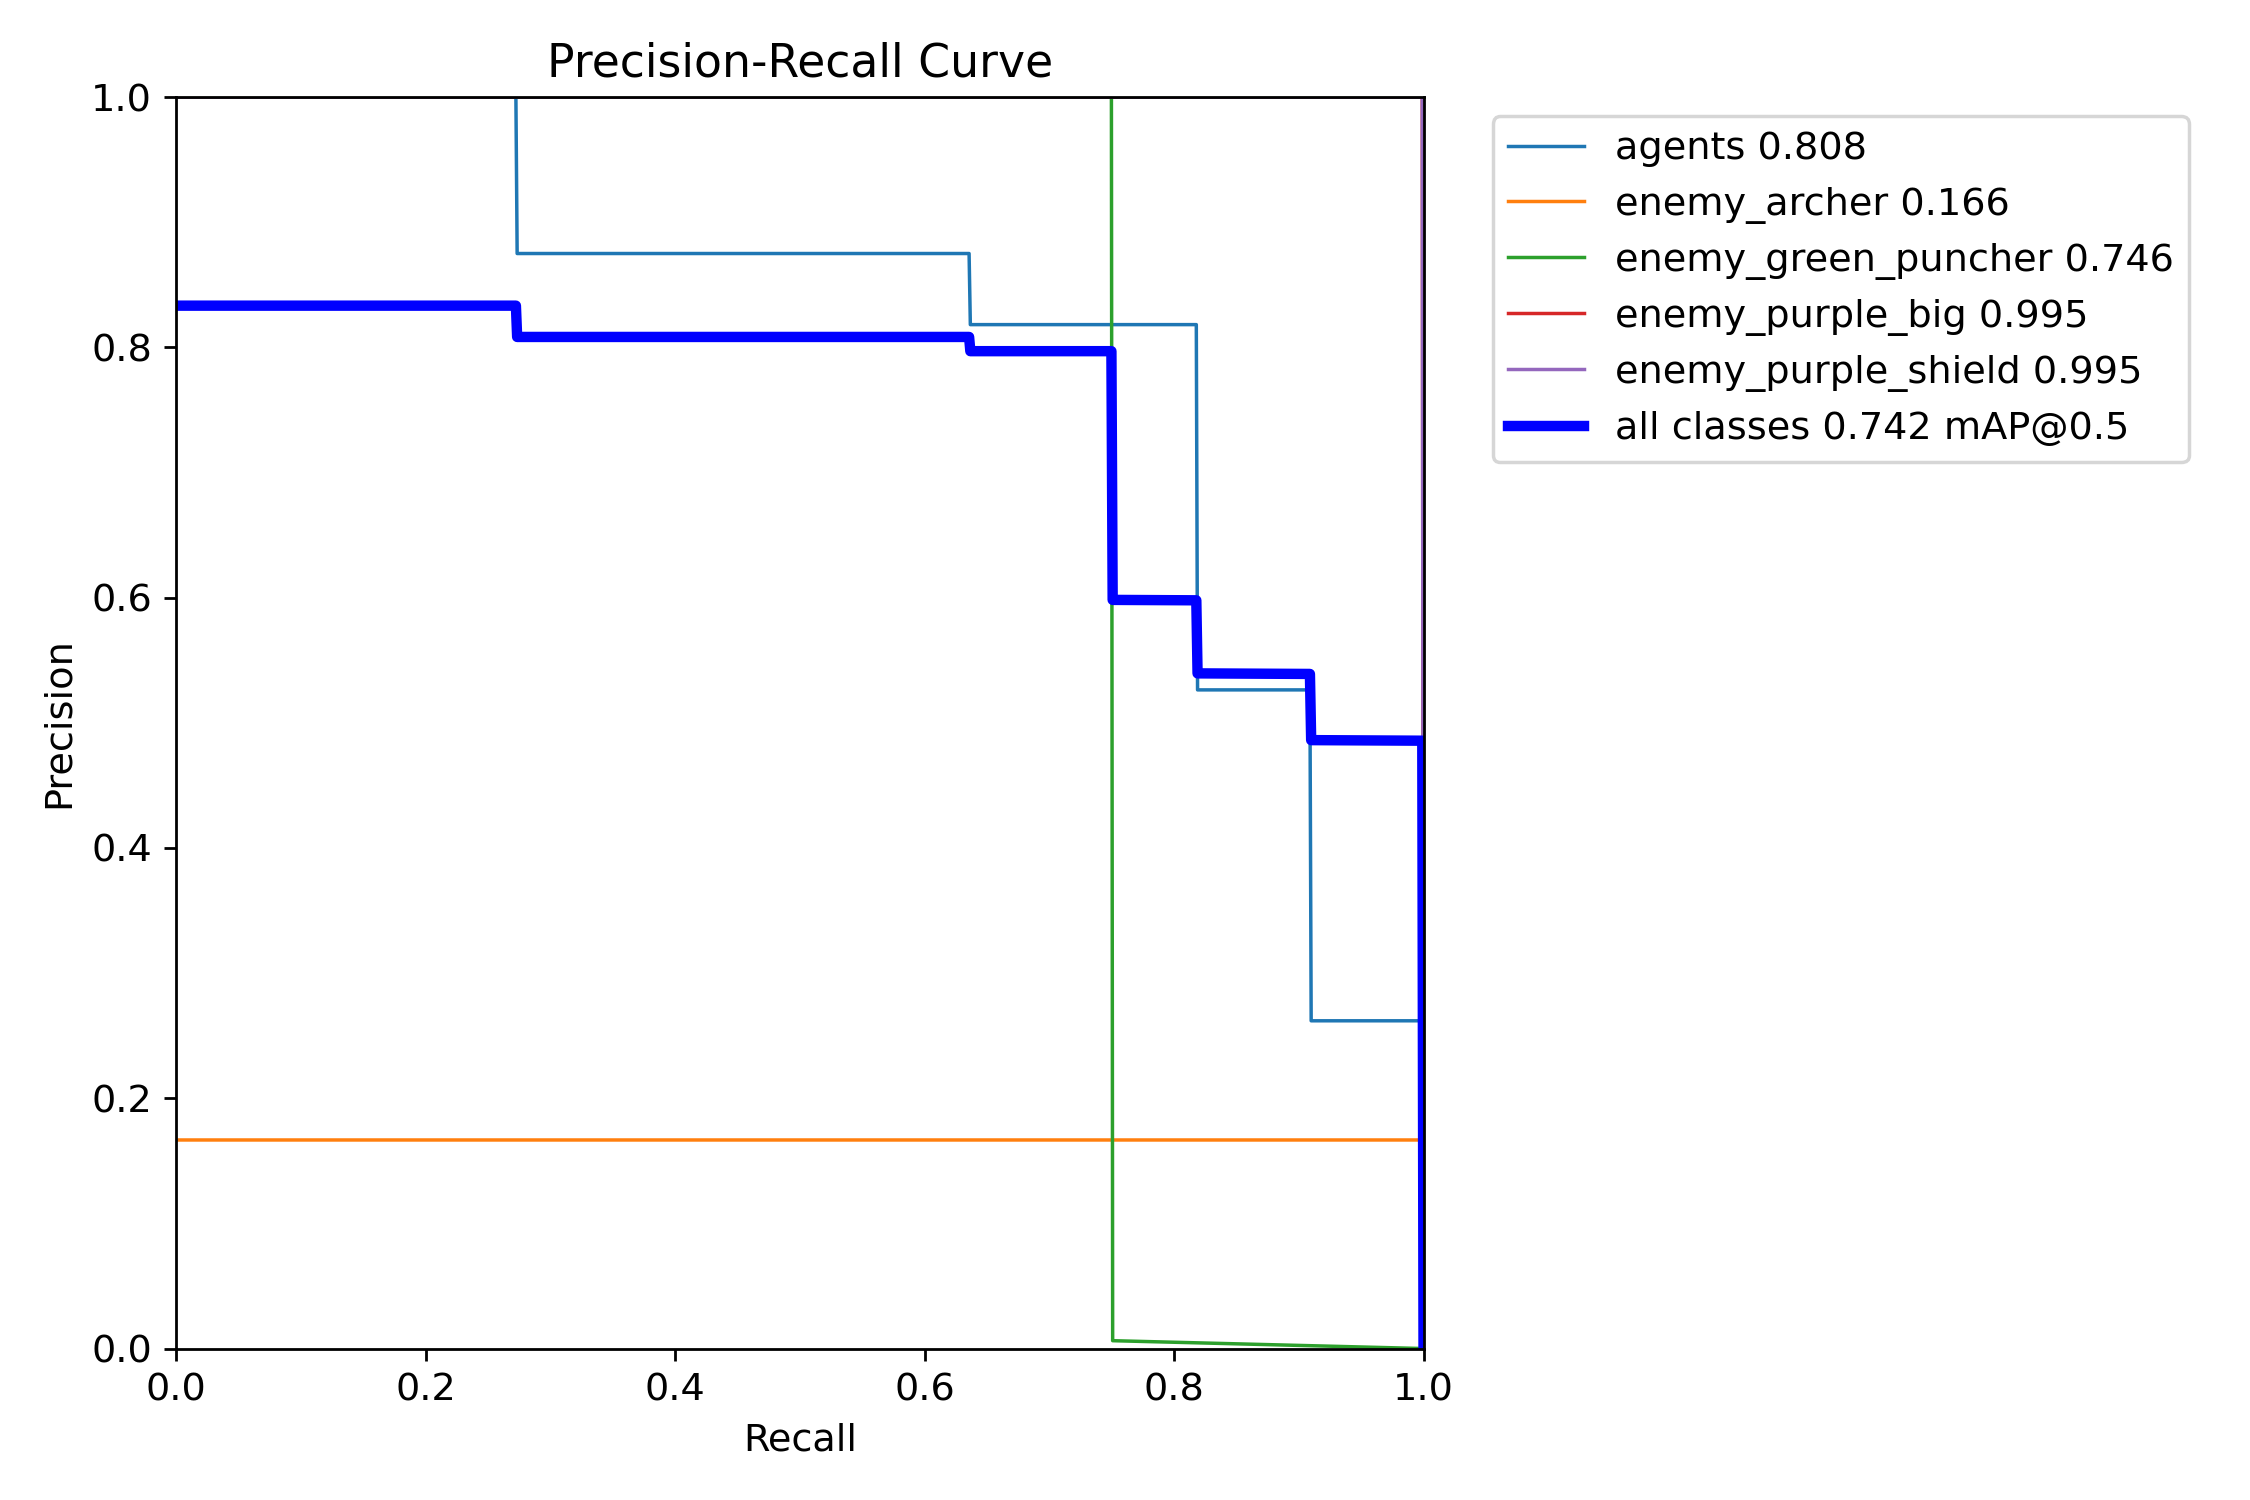 Precision-Recall Curve
1.0
0.8
0.6
0.4
0.2
0.0
Precision
0.0 0.2 0.4 0.6 0.8 1.0
Recall
agents 0.808
enemy_archer 0.166
enemy_green_puncher 0.746
enemy_purple_big 0.995
enemy_purple_shield 0.995
all classes 0.742 mAP@0.5